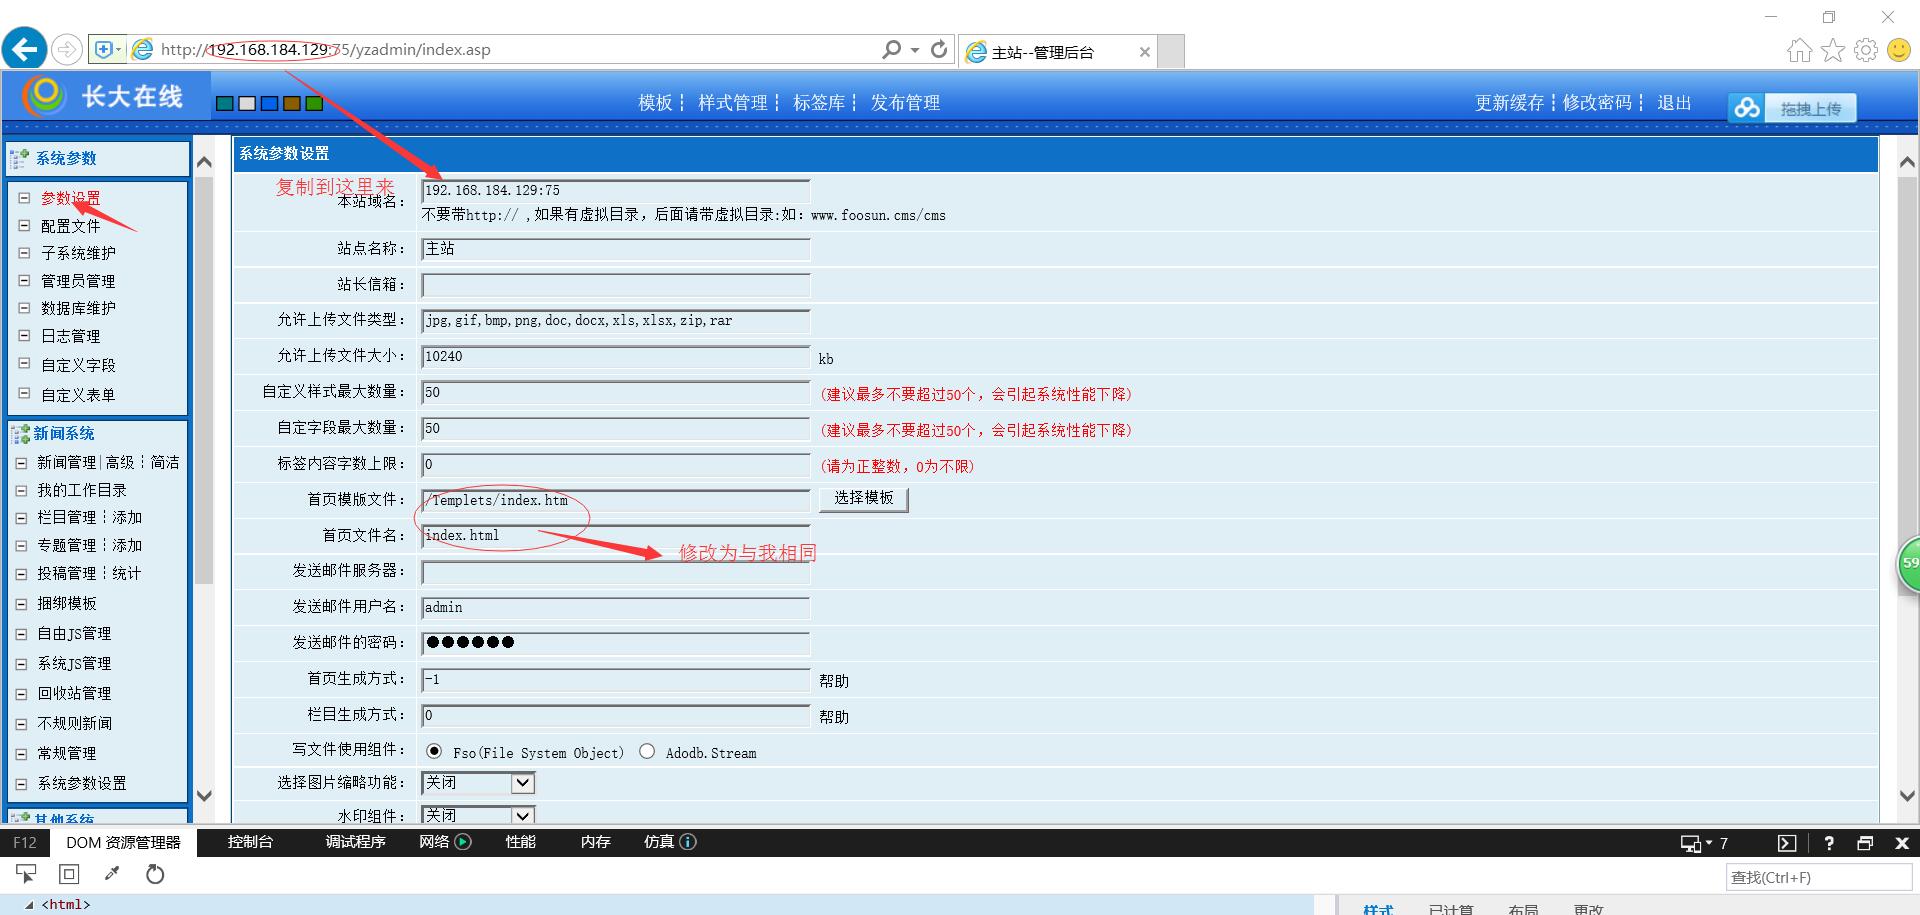 http://192.168.184.129:75/yzadmin/index.asp
主站--管理后台
长大在线
模板┆ 样式管理┆ 标签库┆ 发布管理
更新缓存┆修改密码┆ 退出
拖拽上传
系统参数
参数设置
配置文件
子系统维护
管理员管理
数据库维护
日志管理
自定义字段
自定义表单
新闻系统
新闻管理|高级┆简洁
我的工作目录
栏目管理┆添加
专题管理┆添加
投稿管理┆统计
捆绑模板
自由JS管理
系统JS管理
回收站管理
不规则新闻
常规管理
系统参数设置
其他系统
系统参数设置
复制到这里来
本站域名： 192.168.184.129:75
不要带http:// ,如果有虚拟目录，后面请带虚拟目录:如：www.foosun.cms/cms
站点名称： 主站
站长信箱：
允许上传文件类型： jpg,gif,bmp,png,doc,docx,xls,xlsx,zip,rar
允许上传文件大小： 10240 kb
自定义样式最大数量： 50 (建议最多不要超过50个，会引起系统性能下降)
自定字段最大数量： 50 (建议最多不要超过50个，会引起系统性能下降)
标签内容字数上限： 0 (请为正整数，0为不限)
首页模版文件： /Templets/index.htm 选择模板
首页文件名： index.html
修改为与我相同
发送邮件服务器：
发送邮件用户名： admin
发送邮件的密码： ●●●●●●
首页生成方式： -1 帮助
栏目生成方式： 0 帮助
写文件使用组件： Fso(File System Object) Adodb.Stream
选择图片缩略功能： 关闭
水印组件： 关闭
59
F12 DOM 资源管理器 控制台 调试程序 网络 性能 内存 仿真 7
查找(Ctrl+F)
<html>
样式 已计算 布局 更改